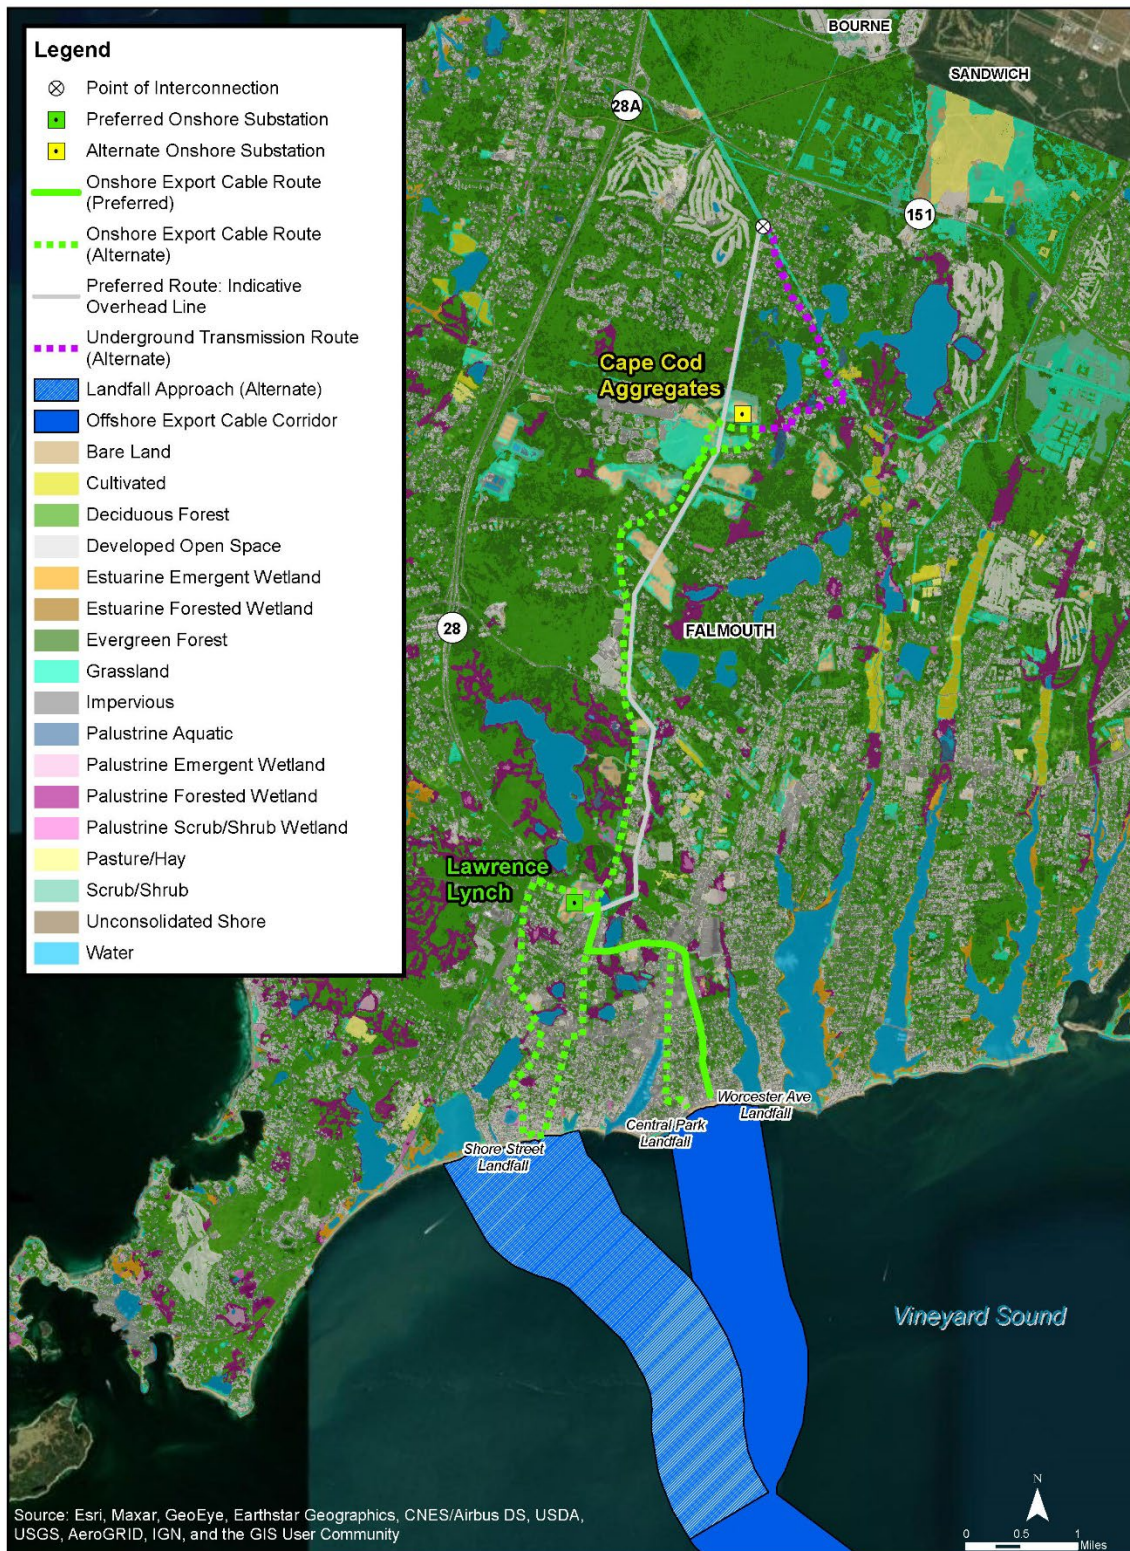 Legend
Point of Interconnection
Preferred Onshore Substation
Alternate Onshore Substation
Onshore Export Cable Route
(Preferred)
Onshore Export Cable Route
(Alternate)
Preferred Route: Indicative
Overhead Line
Underground Transmission Route
(Alternate)
Landfall Approach (Alternate)
Offshore Export Cable Corridor
Bare Land
Cultivated
Deciduous Forest
Developed Open Space
Estuarine Emergent Wetland
Estuarine Forested Wetland
Evergreen Forest
Grassland
Impervious
Palustrine Aquatic
Palustrine Emergent Wetland
Palustrine Forested Wetland
Palustrine Scrub/Shrub Wetland
Pasture/Hay
Scrub/Shrub
Unconsolidated Shore
Water
BOURNE
SANDWICH
28A
151
Cape Cod
Aggregates
28
FALMOUTH
Lawrence
Lynch
Worcester Ave
Landfall
Central Park
Landfall
Shore Street
Landfall
Vineyard Sound
N
0 0.5 1
Miles
Source: Esri, Maxar, GeoEye, Earthstar Geographics, CNES/Airbus DS, USDA,
USGS, AeroGRID, IGN, and the GIS User Community